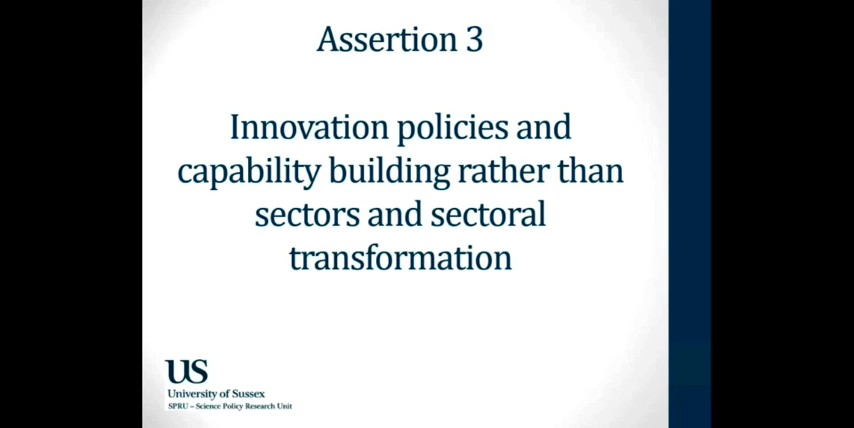 Assertion 3
Innovation policies and
capability building rather than
sectors and sectoral
transformation
US
University of Sussex
SPRU – Science Policy Research Unit